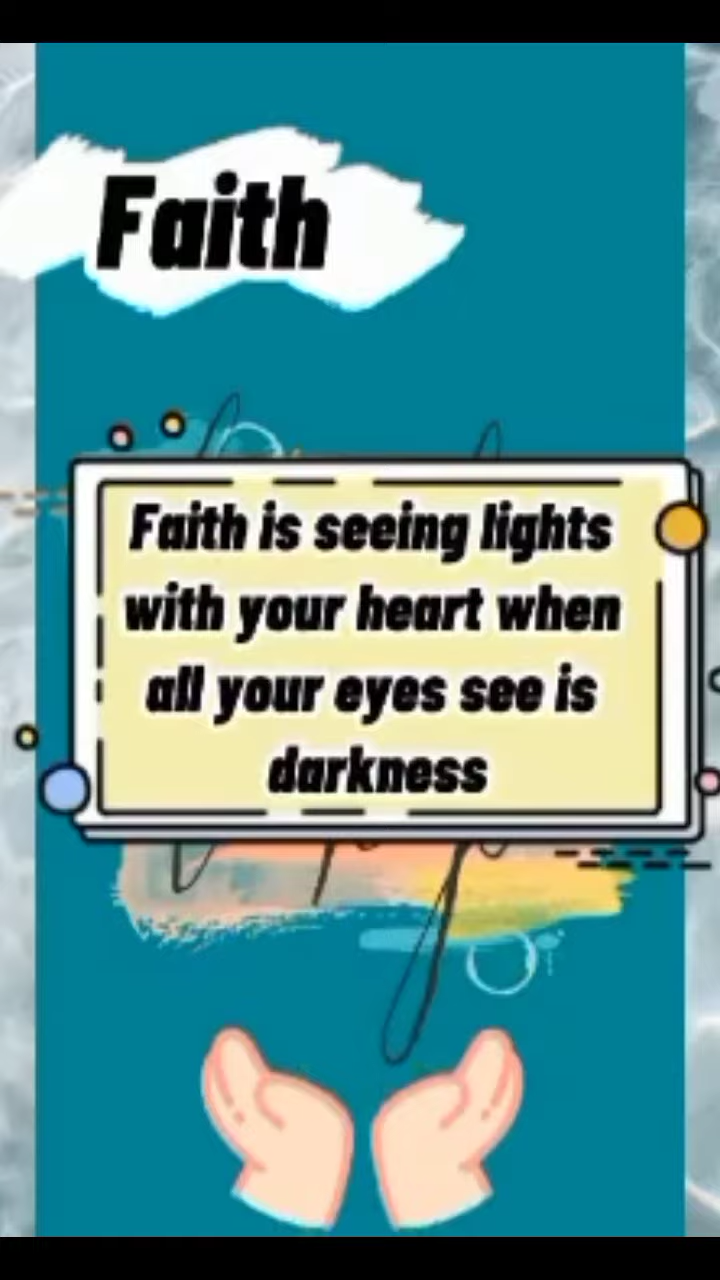 Faith
Faith is seeing lights
with your heart when
all your eyes see is
darkness